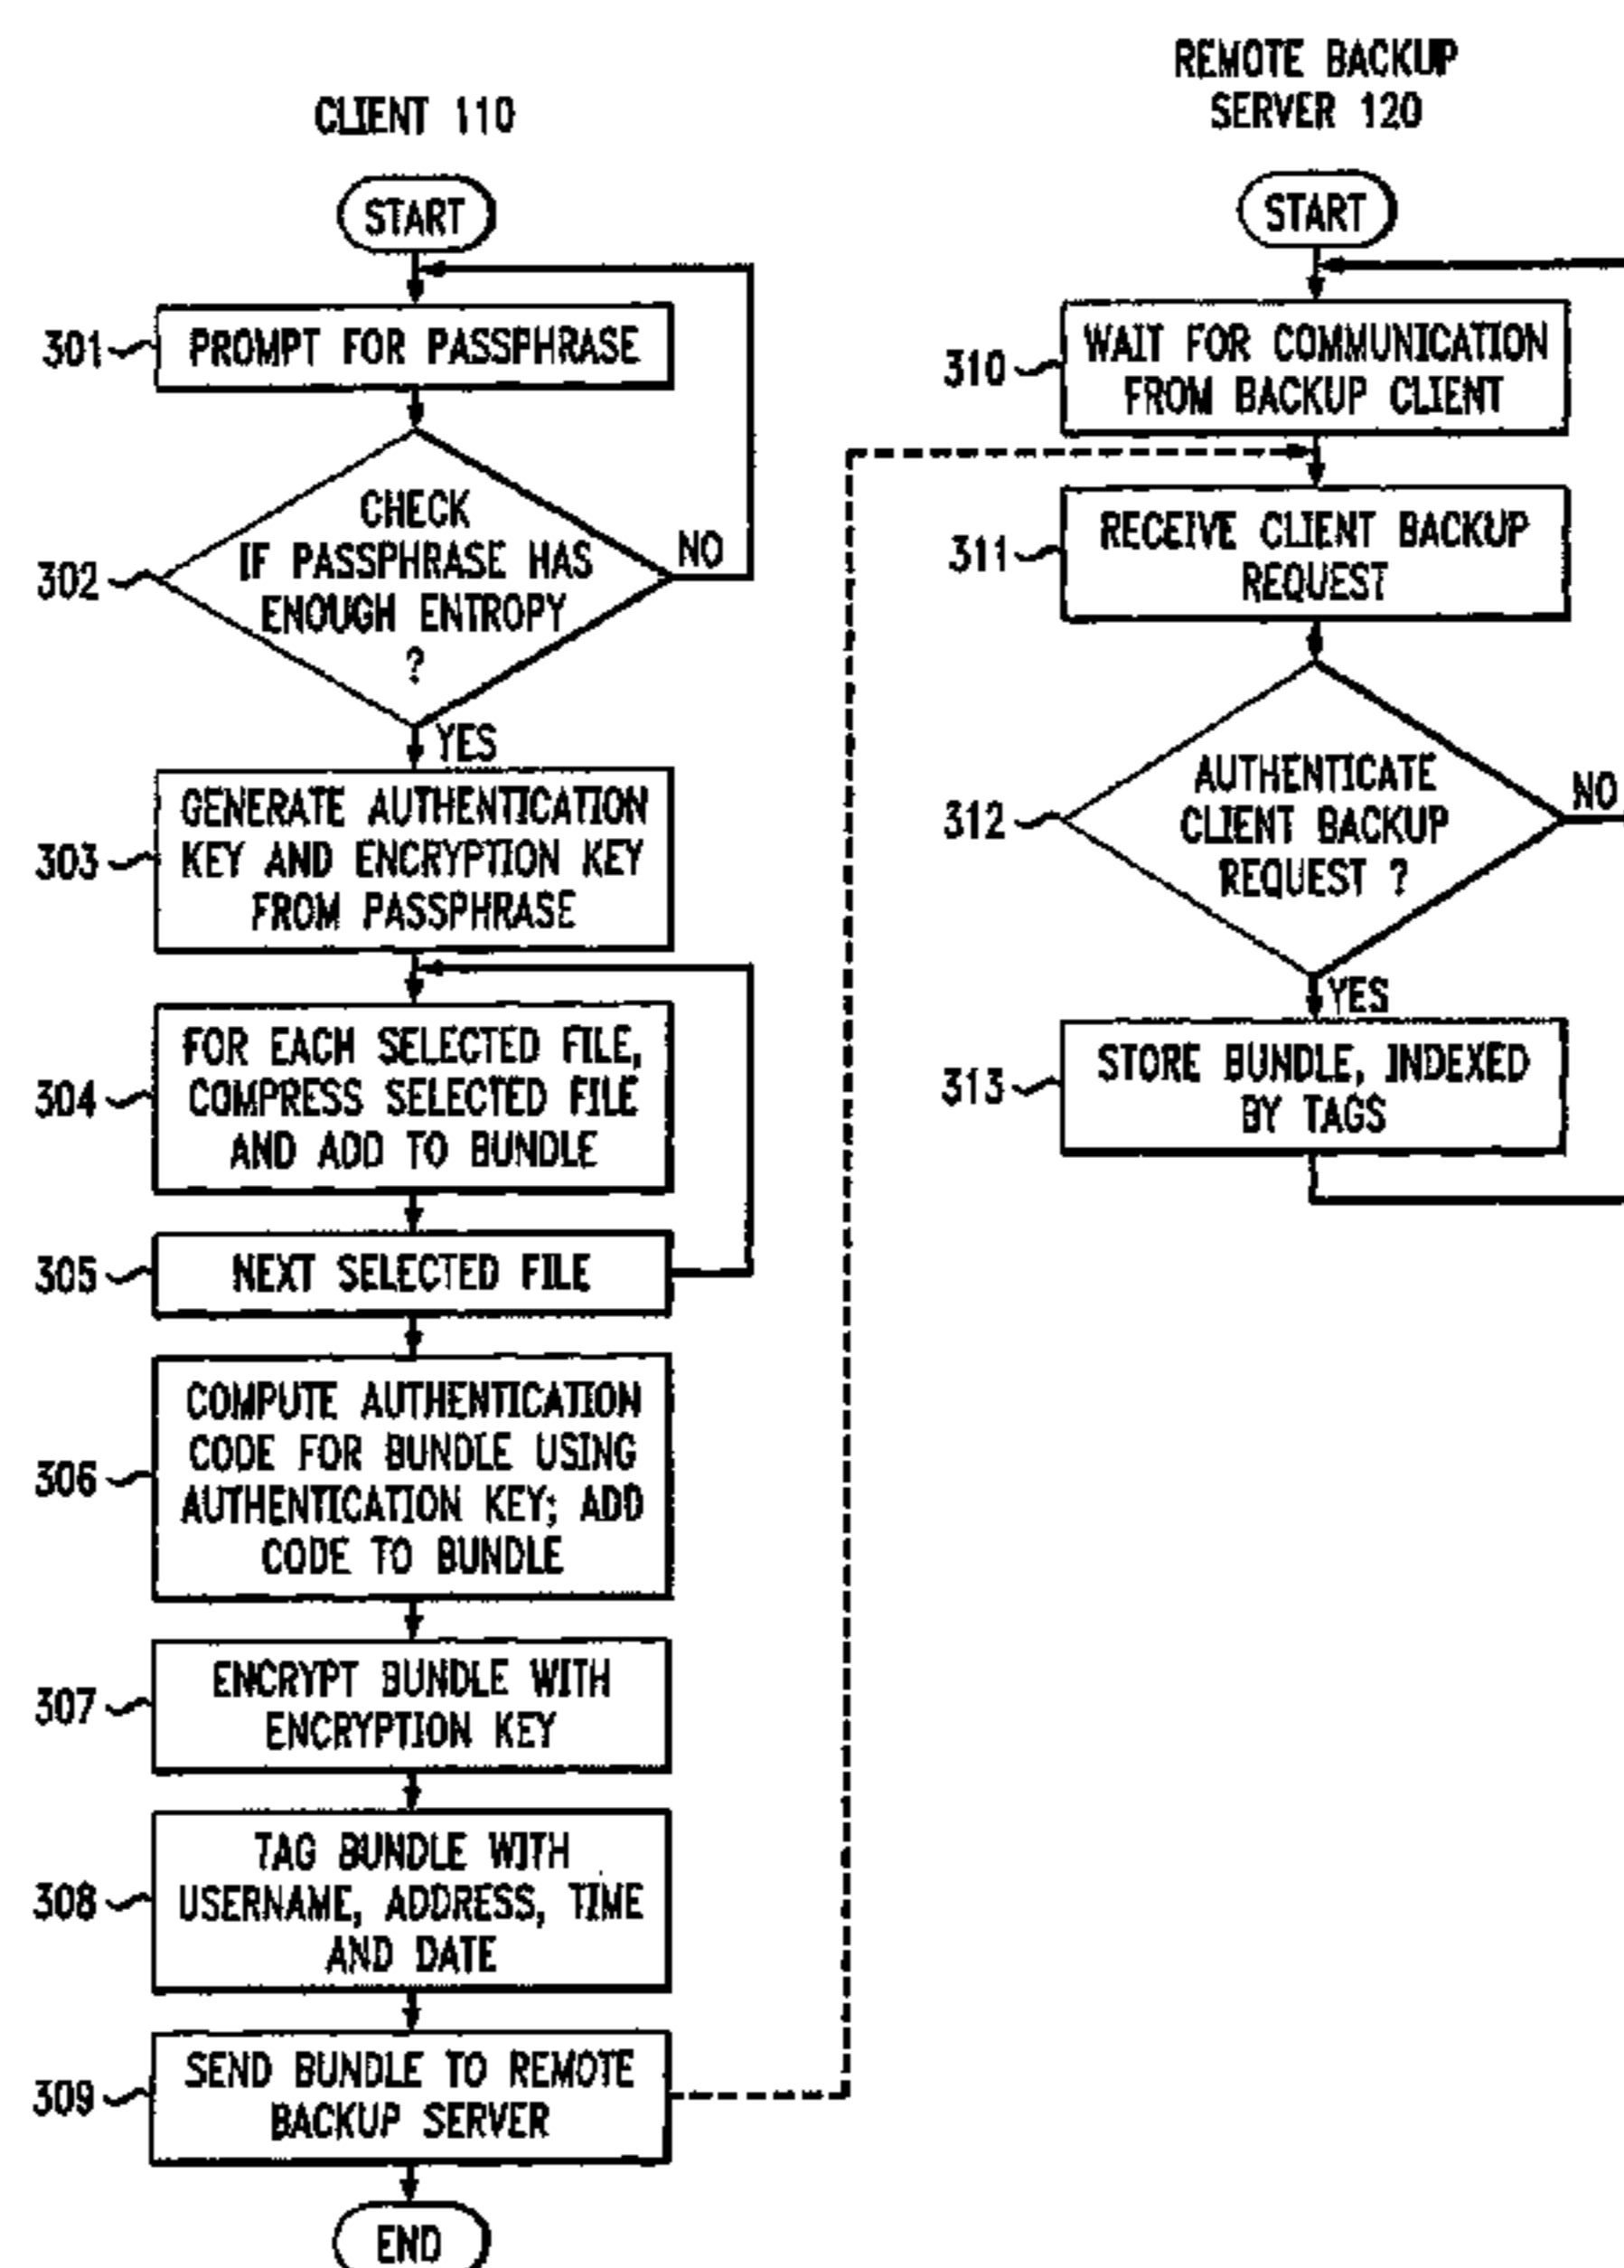 CLIENT 110
START
301
PROMPT FOR PASSPHRASE
302
CHECK
IF PASSPHRASE HAS
ENOUGH ENTROPY
?
NO
YES
303
GENERATE AUTHENTICATION
KEY AND ENCRYPTION KEY
FROM PASSPHRASE
304
FOR EACH SELECTED FILE,
COMPRESS SELECTED FILE
AND ADD TO BUNDLE
305
NEXT SELECTED FILE
306
COMPUTE AUTHENTICATION
CODE FOR BUNDLE USING
AUTHENTICATION KEY; ADD
CODE TO BUNDLE
307
ENCRYPT BUNDLE WITH
ENCRYPTION KEY
308
TAG BUNDLE WITH
USERNAME, ADDRESS, TIME
AND DATE
309
SEND BUNDLE TO REMOTE
BACKUP SERVER
END
REMOTE BACKUP
SERVER 120
START
310
WAIT FOR COMMUNICATION
FROM BACKUP CLIENT
311
RECEIVE CLIENT BACKUP
REQUEST
312
AUTHENTICATE
CLIENT BACKUP
REQUEST ?
NO
YES
313
STORE BUNDLE, INDEXED
BY TAGS